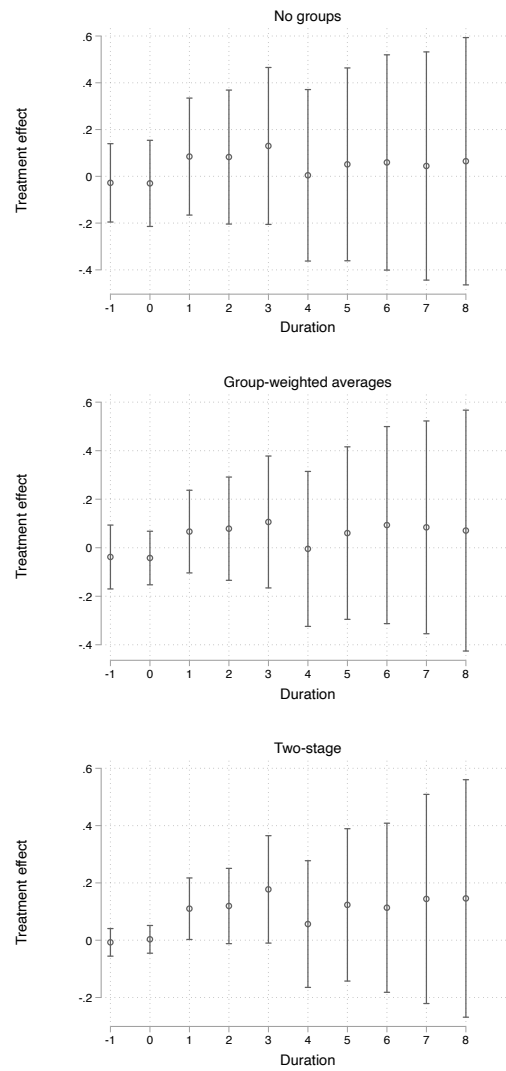 No groups
Treatment effect
.6
.4
.2
0
-.2
-.4
-1 0 1 2 3 4 5 6 7 8
Duration
Group-weighted averages
Treatment effect
.6
.4
.2
0
-.2
-.4
-1 0 1 2 3 4 5 6 7 8
Duration
Two-stage
Treatment effect
.6
.4
.2
0
-.2
-1 0 1 2 3 4 5 6 7 8
Duration